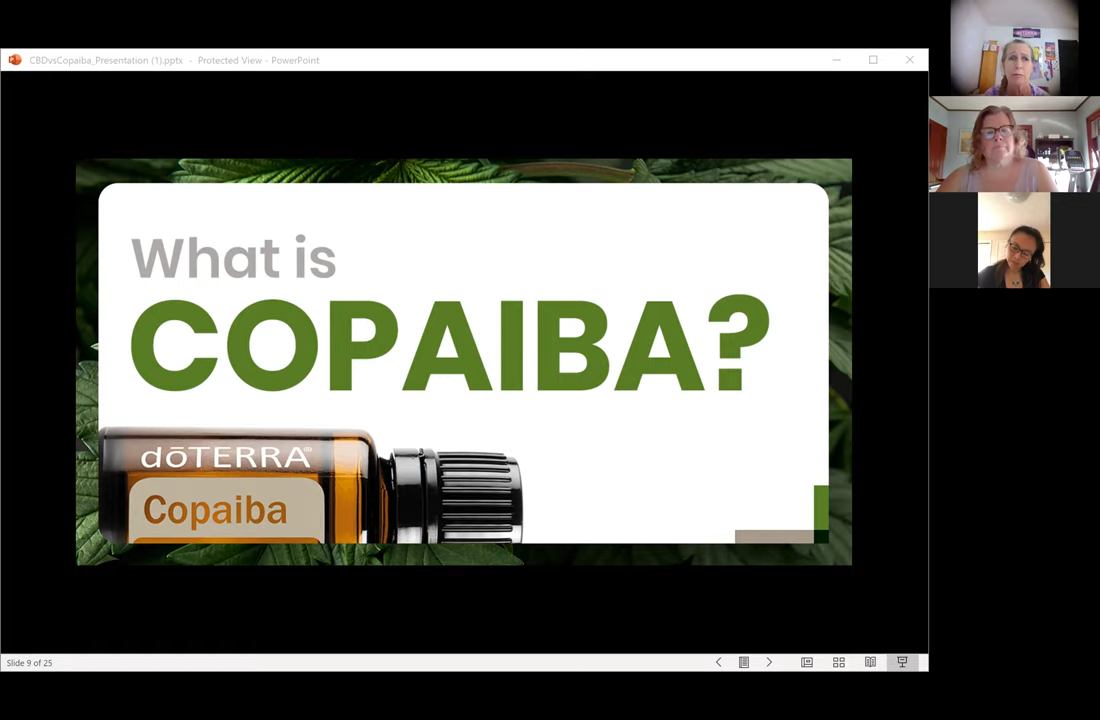 CBDvsCopaiba_Presentation (1).pptx - Protected View - PowerPoint
What is
COPAIBA?
dōTERRA®
Copaiba
Slide 9 of 25